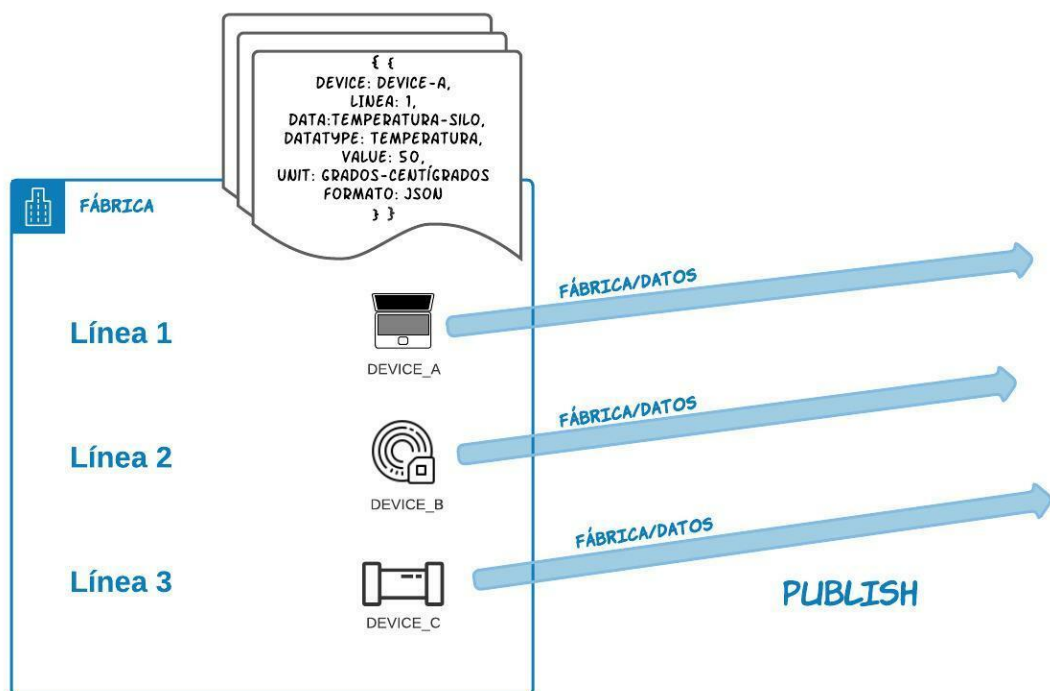 { {
DEVICE: DEVICE-A,
LINEA: 1,
DATA:TEMPERATURA-SILO,
DATATYPE: TEMPERATURA,
VALUE: 50,
UNIT: GRADOS-CENTÍGRADOS
FORMATO: JSON
} }
FÁBRICA
FÁBRICA/DATOS
Línea 1
DEVICE_A
FÁBRICA/DATOS
Línea 2
DEVICE_B
FÁBRICA/DATOS
Línea 3
DEVICE_C
PUBLISH